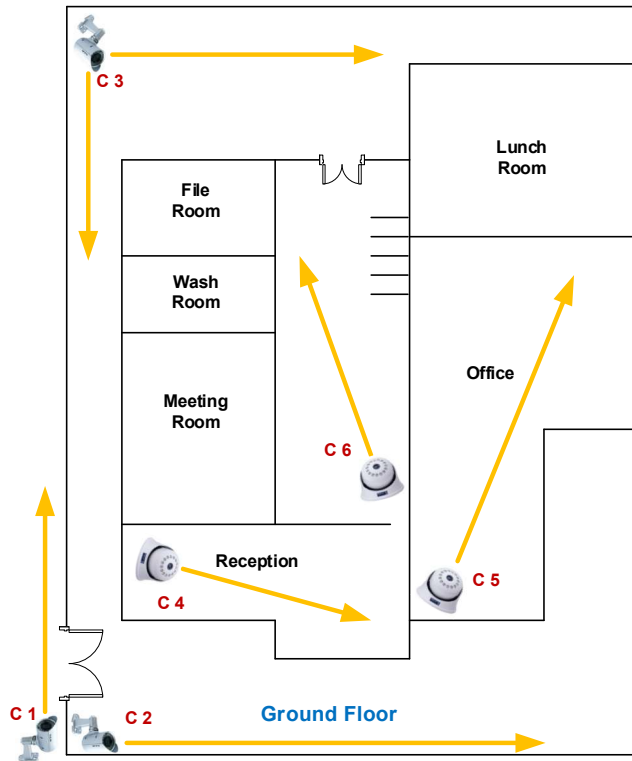 C 3
Lunch
Room
File
Room
Wash
Room
Office
Meeting
Room
C 6
Reception
C 5
C 4
C 1
C 2
Ground Floor